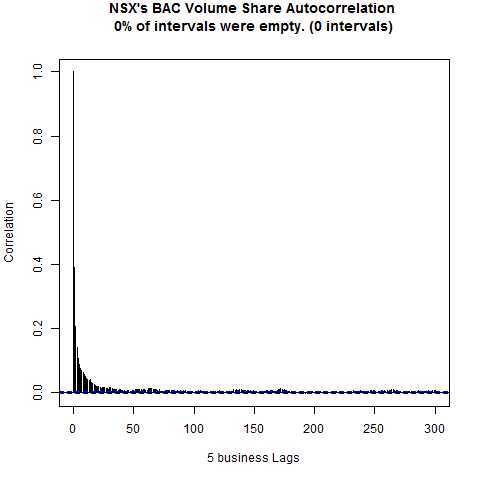 NSX's BAC Volume Share Autocorrelation
0% of intervals were empty. (0 intervals)
Correlation
1.0
0.8
0.6
0.4
0.2
0.0
0 50 100 150 200 250 300
5 business Lags